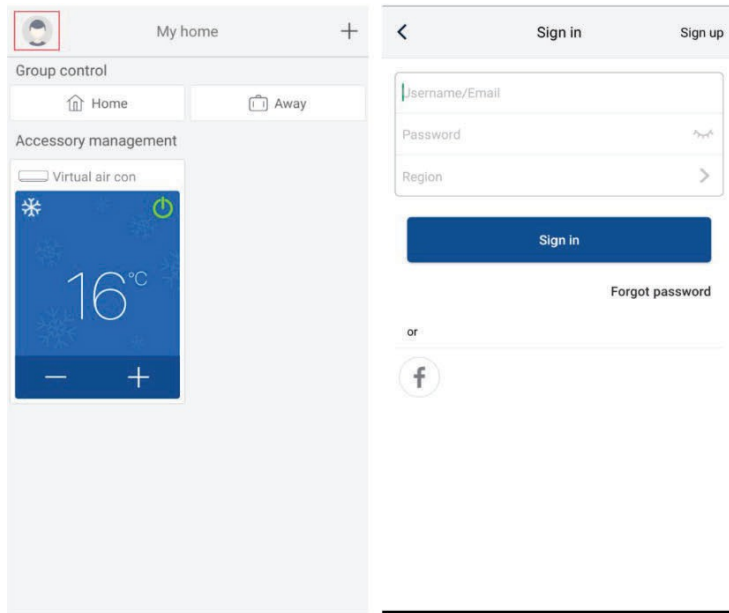 My home
Group control
Home
Away
Accessory management
Virtual air con
16°C
Sign in
Sign up
Username/Email
Password
Region
Sign in
Forgot password
or
f